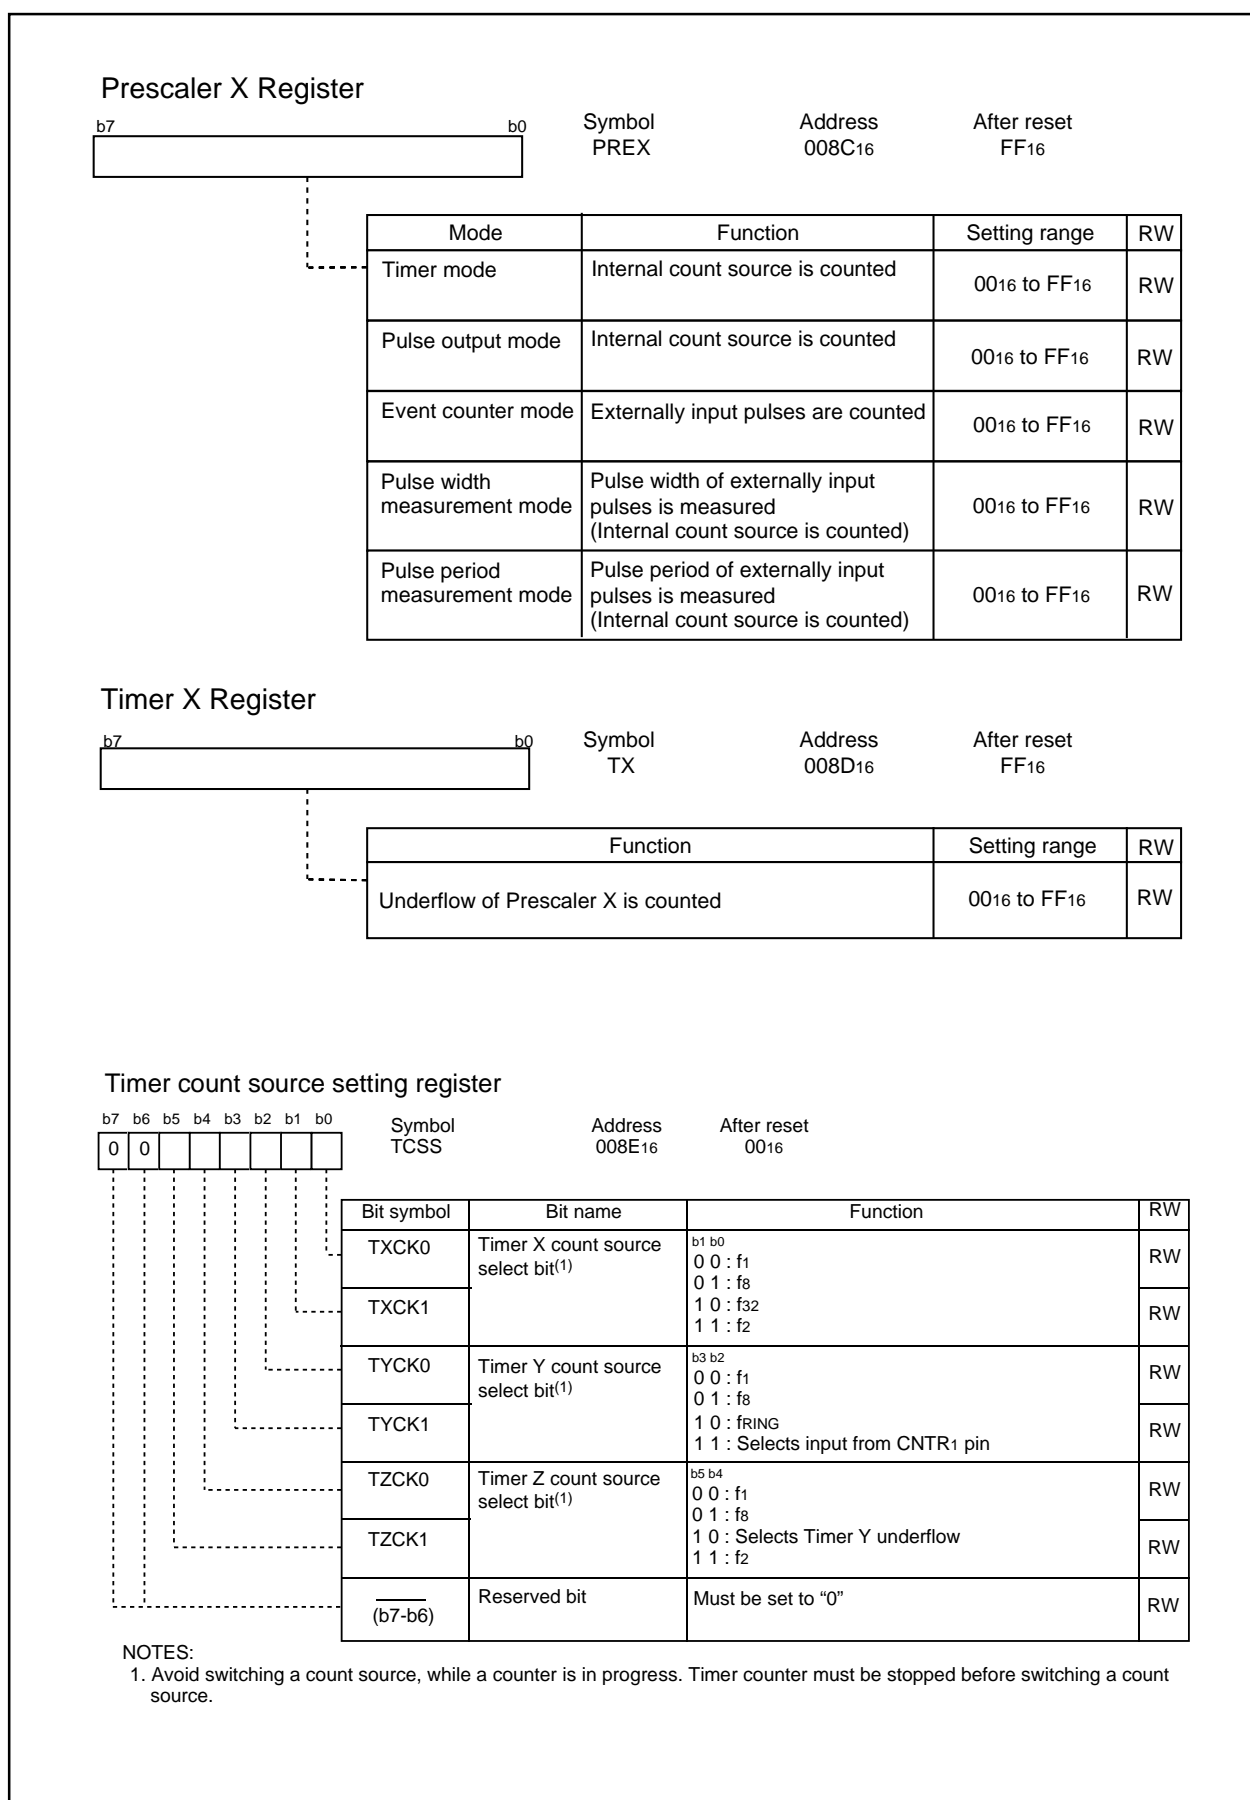 Prescaler X Register
b7 b0 Symbol Address After reset
PREX 008C16 FF16
Mode Function Setting range RW
Timer mode Internal count source is counted 0016 to FF16 RW
Pulse output mode Internal count source is counted 0016 to FF16 RW
Event counter mode Externally input pulses are counted 0016 to FF16 RW
Pulse width measurement mode Pulse width of externally input
pulses is measured 0016 to FF16 RW
(Internal count source is counted)
Pulse period measurement mode Pulse period of externally input
pulses is measured 0016 to FF16 RW
(Internal count source is counted)
Timer X Register
b7 b0 Symbol Address After reset
TX 008D16 FF16
Function Setting range RW
Underflow of Prescaler X is counted 0016 to FF16 RW
Timer count source setting register
b7 b6 b5 b4 b3 b2 b1 b0 Symbol Address After reset
0 0 TCSS 008E16 0016
Bit symbol Bit name Function RW
TXCK0 Timer X count source select bit(1) b1 b0 RW
0 0 : f1
0 1 : f8
TXCK1 1 0 : f32 RW
1 1 : f2
TYCK0 Timer Y count source select bit(1) b3 b2 RW
0 0 : f1
0 1 : f8
TYCK1 1 0 : fRING RW
1 1 : Selects input from CNTR1 pin
TZCK0 Timer Z count source select bit(1) b5 b4 RW
0 0 : f1
0 1 : f8
TZCK1 1 0 : Selects Timer Y underflow RW
1 1 : f2
(b7-b6) Reserved bit Must be set to “0” RW
NOTES:
1. Avoid switching a count source, while a counter is in progress. Timer counter must be stopped before switching a count
source.